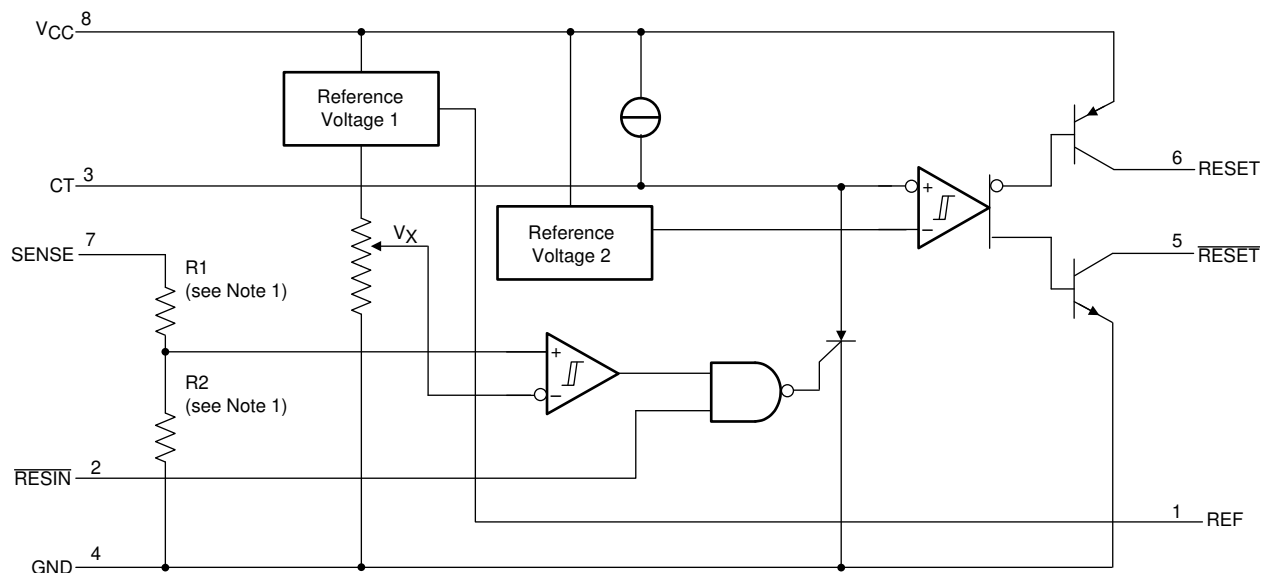 VCC 8
Reference
Voltage 1
CT 3
6 RESET
+
−
Reference
Voltage 2
VX
SENSE 7
5 RESET
R1
(see Note 1)
+
−
R2
(see Note 1)
RESIN 2
1 REF
GND 4